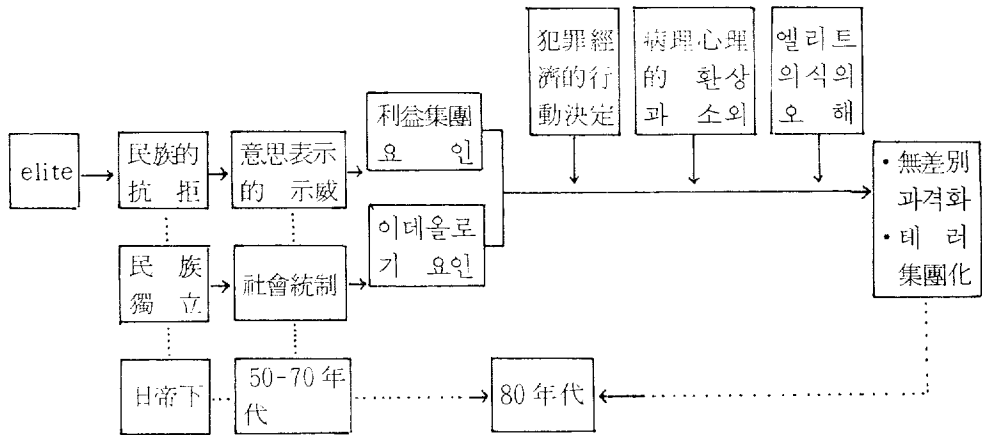 犯罪經
濟的行
動決定
病理心理
的 환상
과 소외
엘리트
의식의
오 해
利益集團
요 인
elite
民族的
抗 拒
意思表示
的 示威
이데올로
기 요인
民 族
獨 立
社會統制
• 無差別
과격화
• 테 러
集團化
日帝下
50-70年
代
80年代